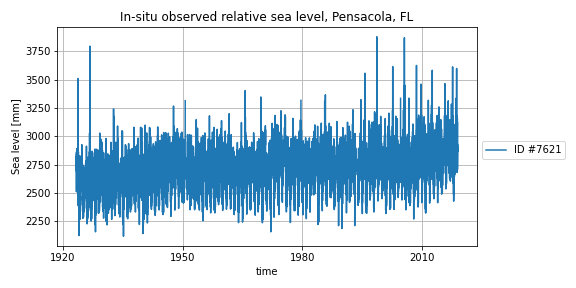 In-situ observed relative sea level, Pensacola, FL
Sea level [mm]
3750
3500
3250
3000
2750
2500
2250
1920
1950
1980
2010
time
ID #7621